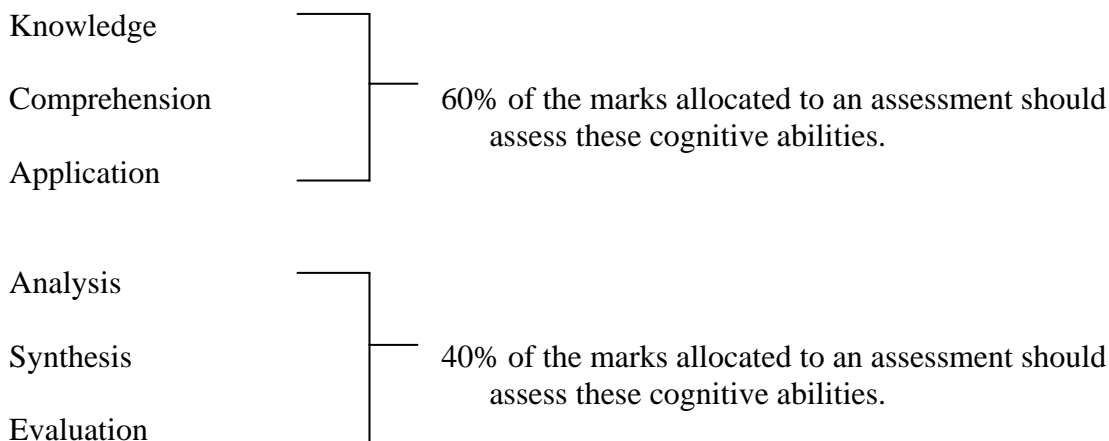 Knowledge
Comprehension
60% of the marks allocated to an assessment should
assess these cognitive abilities.
Application
Analysis
Synthesis
40% of the marks allocated to an assessment should
assess these cognitive abilities.
Evaluation